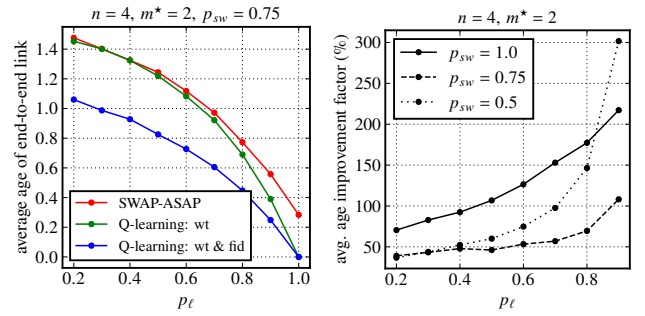 n = 4, m⋆ = 2, p_sw = 0.75
average age of end-to-end link
1.4
1.2
1.0
0.8
0.6
0.4
0.2
0.0
SWAP-ASAP
Q-learning: wt
Q-learning: wt & fid
0.2 0.4 0.6 0.8 1.0
p_ℓ
n = 4, m⋆ = 2
avg. age improvement factor (%)
300
250
200
150
100
50
p_sw = 1.0
p_sw = 0.75
p_sw = 0.5
0.2 0.4 0.6 0.8
p_ℓ